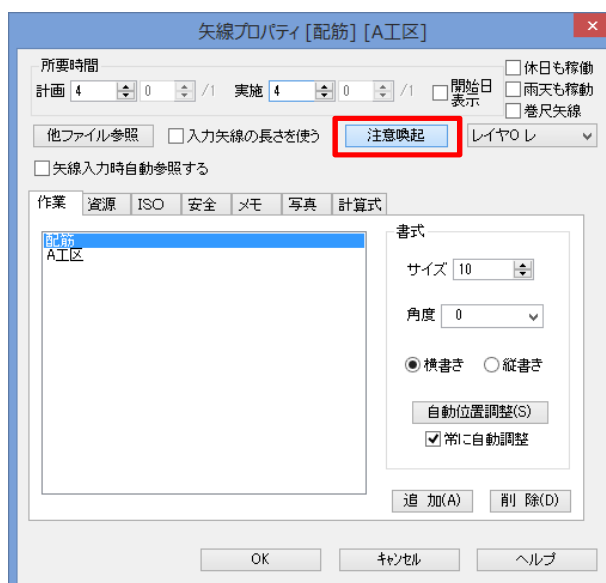 矢線プロパティ [配筋] [A工区]
所要時間
計画 4 0 /1 実施 4 0 /1 開始日表示
休日も稼働
雨天も稼動
巻尺矢線
他ファイル参照 入力矢線の長さを使う 注意喚起 レイヤ0 レ
矢線入力時自動参照する
作業 資源 ISO 安全 メモ 写真 計算式
配筋
A工区
書式
サイズ 10
角度 0
横書き 縦書き
自動位置調整(S)
常に自動調整
追 加(A) 削 除(D)
OK キャンセル ヘルプ